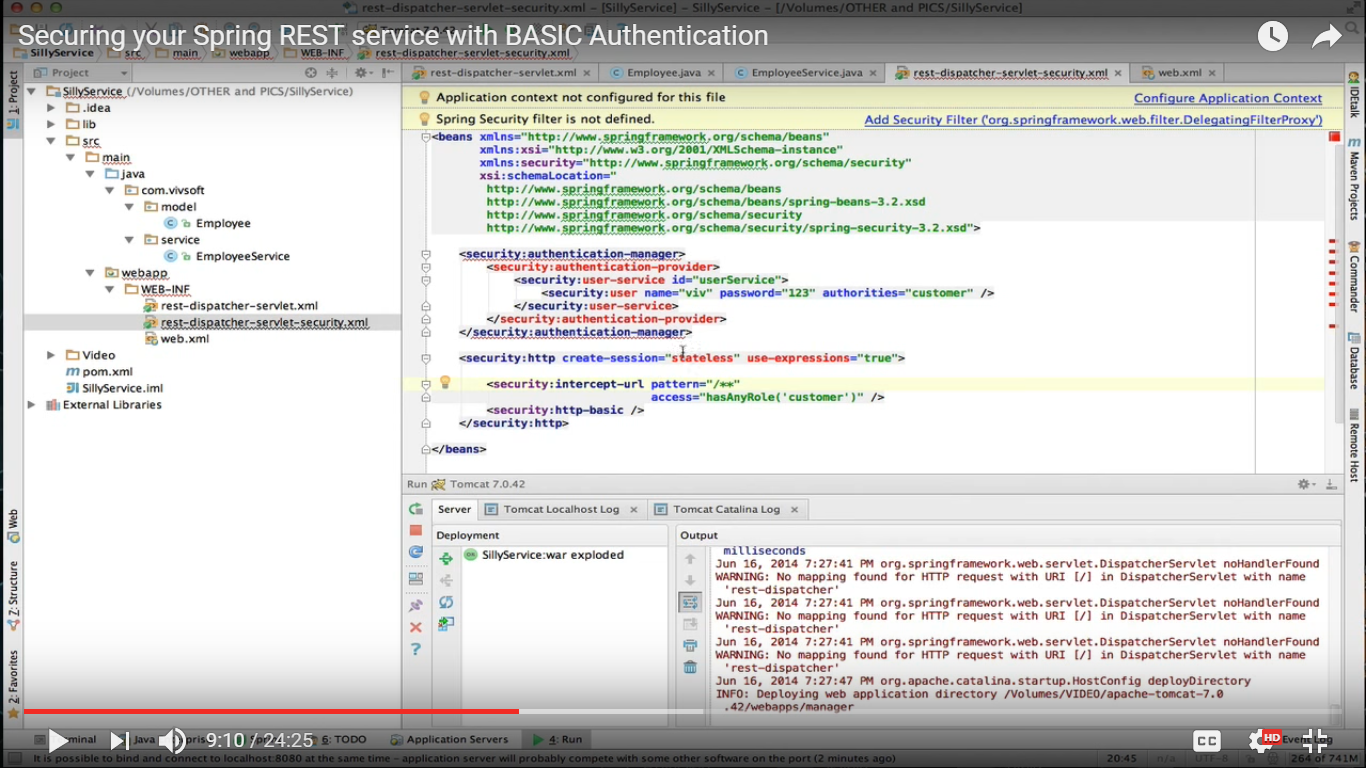 rest-dispatcher-servlet-security.xml - [SillyService] - SillyService - [/Volumes/OTHER and PICS/SillyService]
Securing your Spring REST service with BASIC Authentication
SillyService src main webapp WEB-INF rest-dispatcher-servlet-security.xml
Project
rest-dispatcher-servlet.xml Employee.java EmployeeService.java rest-dispatcher-servlet-security.xml web.xml
1: Project
SillyService (/Volumes/OTHER and PICS/SillyService)
.idea
lib
src
main
java
com.vivsoft
model
Employee
service
EmployeeService
webapp
WEB-INF
rest-dispatcher-servlet.xml
rest-dispatcher-servlet-security.xml
web.xml
Video
pom.xml
SillyService.iml
External Libraries
Web
7: Structure
2: Favorites
Application context not configured for this file Configure Application Context
Spring Security filter is not defined. Add Security Filter ('org.springframework.web.filter.DelegatingFilterProxy')
<beans xmlns="http://www.springframework.org/schema/beans"
xmlns:xsi="http://www.w3.org/2001/XMLSchema-instance"
xmlns:security="http://www.springframework.org/schema/security"
xsi:schemaLocation="
http://www.springframework.org/schema/beans
http://www.springframework.org/schema/beans/spring-beans-3.2.xsd
http://www.springframework.org/schema/security
http://www.springframework.org/schema/security/spring-security-3.2.xsd">
<security:authentication-manager>
<security:authentication-provider>
<security:user-service id="userService">
<security:user name="viv" password="123" authorities="customer" />
</security:user-service>
</security:authentication-provider>
</security:authentication-manager>
<security:http create-session="stateless" use-expressions="true">
<security:intercept-url pattern="/**"
access="hasAnyRole('customer')" />
<security:http-basic />
</security:http>
</beans>
IDEtalk
Maven Projects
Commander
Database
Remote Host
Run Tomcat 7.0.42
Server Tomcat Localhost Log Tomcat Catalina Log
Deployment
SillyService:war exploded
Output
milliseconds
Jun 16, 2014 7:27:41 PM org.springframework.web.servlet.DispatcherServlet noHandlerFound
WARNING: No mapping found for HTTP request with URI [/] in DispatcherServlet with name
'rest-dispatcher'
Jun 16, 2014 7:27:41 PM org.springframework.web.servlet.DispatcherServlet noHandlerFound
WARNING: No mapping found for HTTP request with URI [/] in DispatcherServlet with name
'rest-dispatcher'
Jun 16, 2014 7:27:41 PM org.springframework.web.servlet.DispatcherServlet noHandlerFound
WARNING: No mapping found for HTTP request with URI [/] in DispatcherServlet with name
'rest-dispatcher'
Jun 16, 2014 7:27:47 PM org.apache.catalina.startup.HostConfig deployDirectory
INFO: Deploying web application directory /Volumes/VIDEO/apache-tomcat-7.0
.42/webapps/manager
9:10 / 24:25 6: TODO Application Servers 4: Run CC HD Event Log
It is possible to bind and connect to localhost:8080 at the same time - application server will probably compete with some other software on the port (2 minutes ago) 20:45 n/a UTF-8 264 of 741M